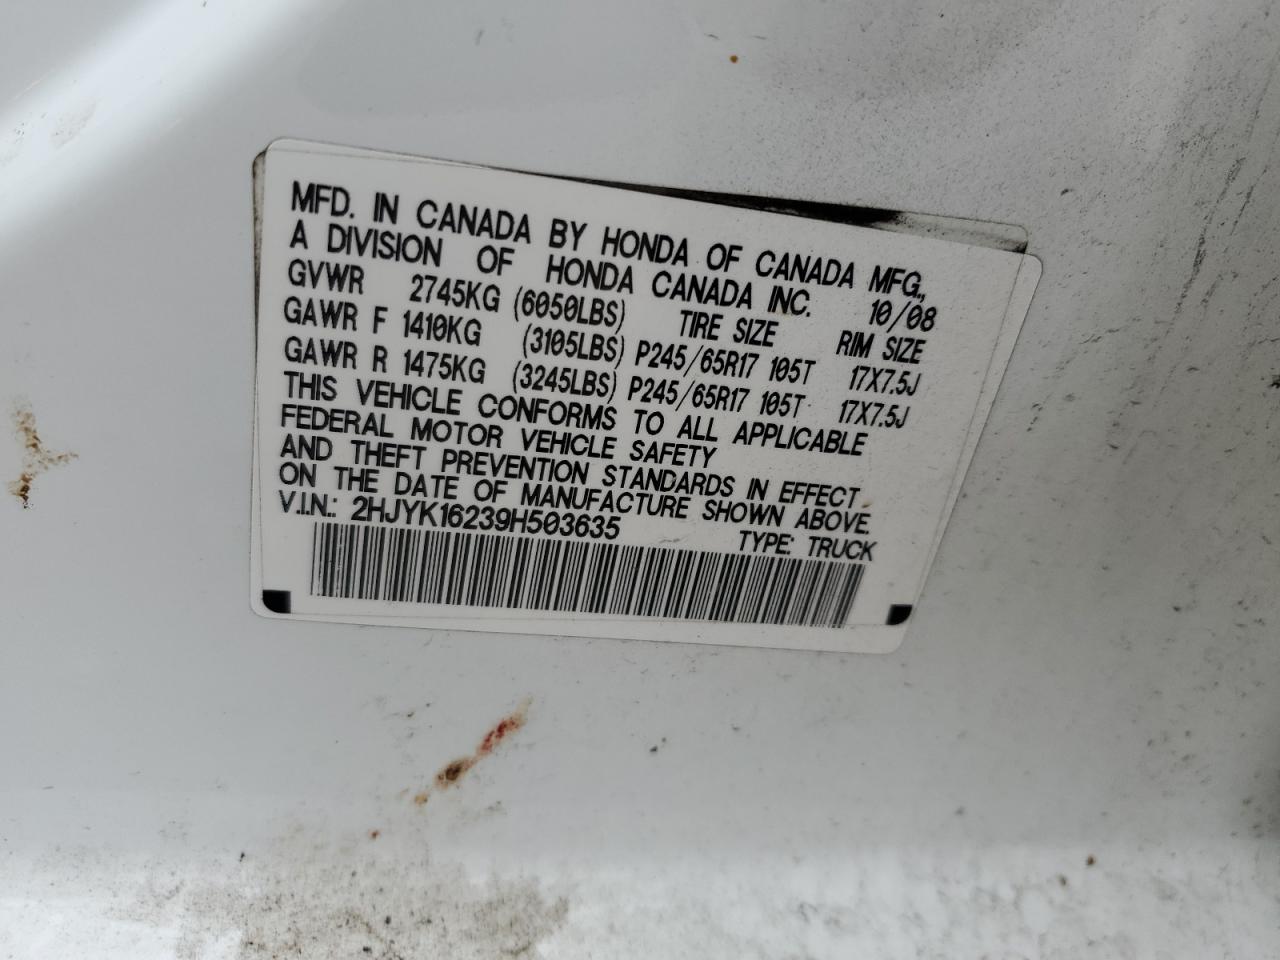 MFD. IN CANADA BY HONDA OF CANADA MFG.,
A DIVISION OF HONDA CANADA INC. 10/08
GVWR 2745KG (6050LBS) TIRE SIZE RIM SIZE
GAWR F 1410KG (3105LBS) P245/65R17 105T 17X7.5J
GAWR R 1475KG (3245LBS) P245/65R17 105T 17X7.5J
THIS VEHICLE CONFORMS TO ALL APPLICABLE
FEDERAL MOTOR VEHICLE SAFETY
AND THEFT PREVENTION STANDARDS IN EFFECT
ON THE DATE OF MANUFACTURE SHOWN ABOVE.
V.I.N.: 2HJYK16239H503635 TYPE: TRUCK